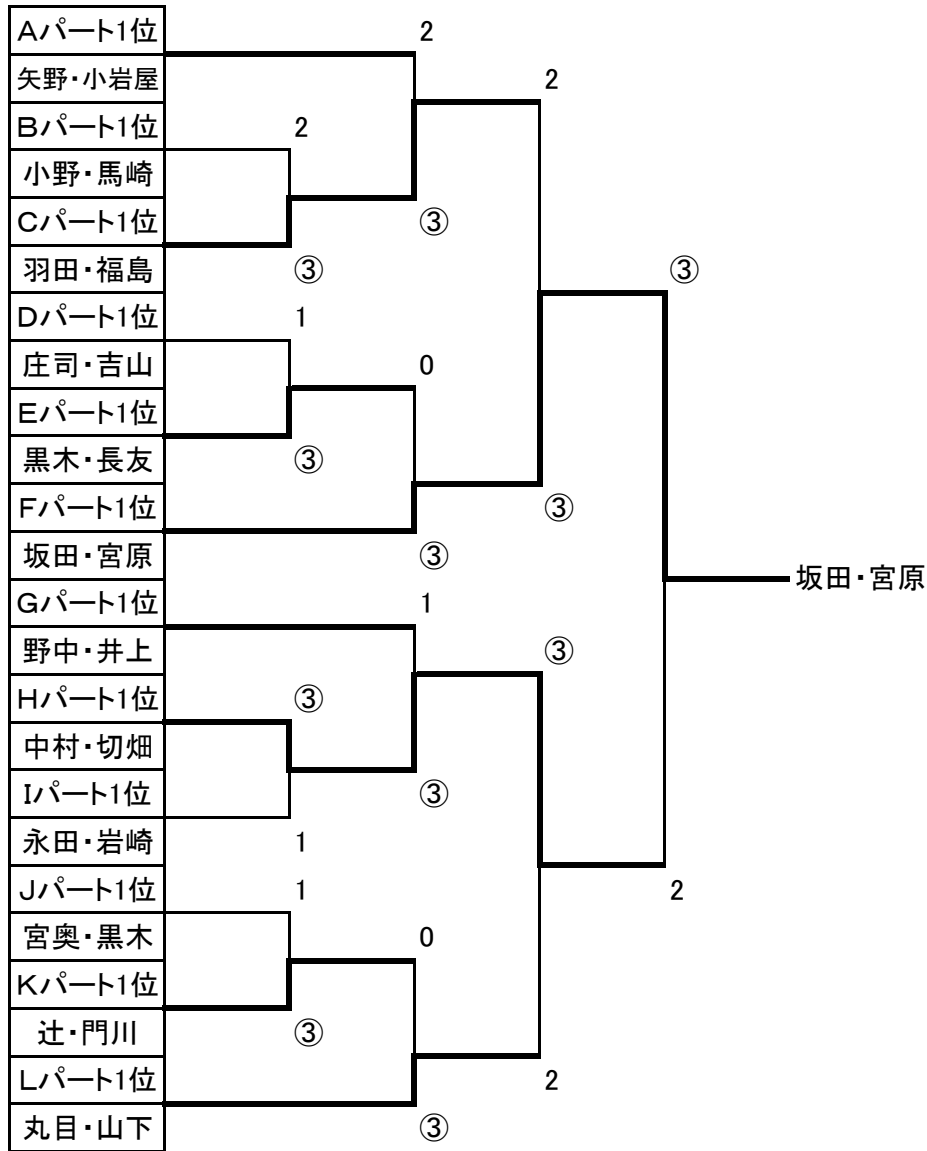 Aパート1位
2
矢野・小岩屋
2
Bパート1位
2
小野・馬崎
Cパート1位
③
羽田・福島
③
③
Dパート1位
1
庄司・吉山
0
Eパート1位
黒木・長友
③
Fパート1位
③
坂田・宮原
③
坂田・宮原
Gパート1位
1
野中・井上
③
Hパート1位
③
中村・切畑
Iパート1位
③
永田・岩崎
1
Jパート1位
1
2
宮奥・黒木
0
Kパート1位
辻・門川
③
Lパート1位
2
丸目・山下
③